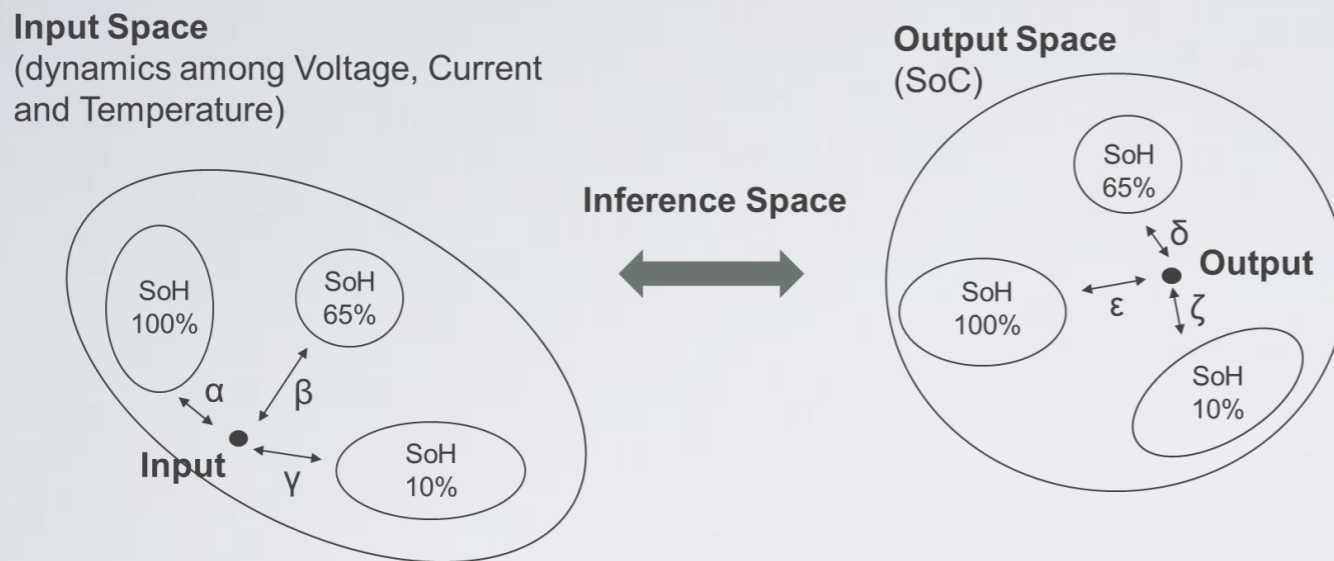 Input Space
(dynamics among Voltage, Current
and Temperature)
SoH
100%
SoH
65%
α
β
Input
γ
SoH
10%
Inference Space
Output Space
(SoC)
SoH
65%
δ
Output
SoH
100%
ε
ζ
SoH
10%